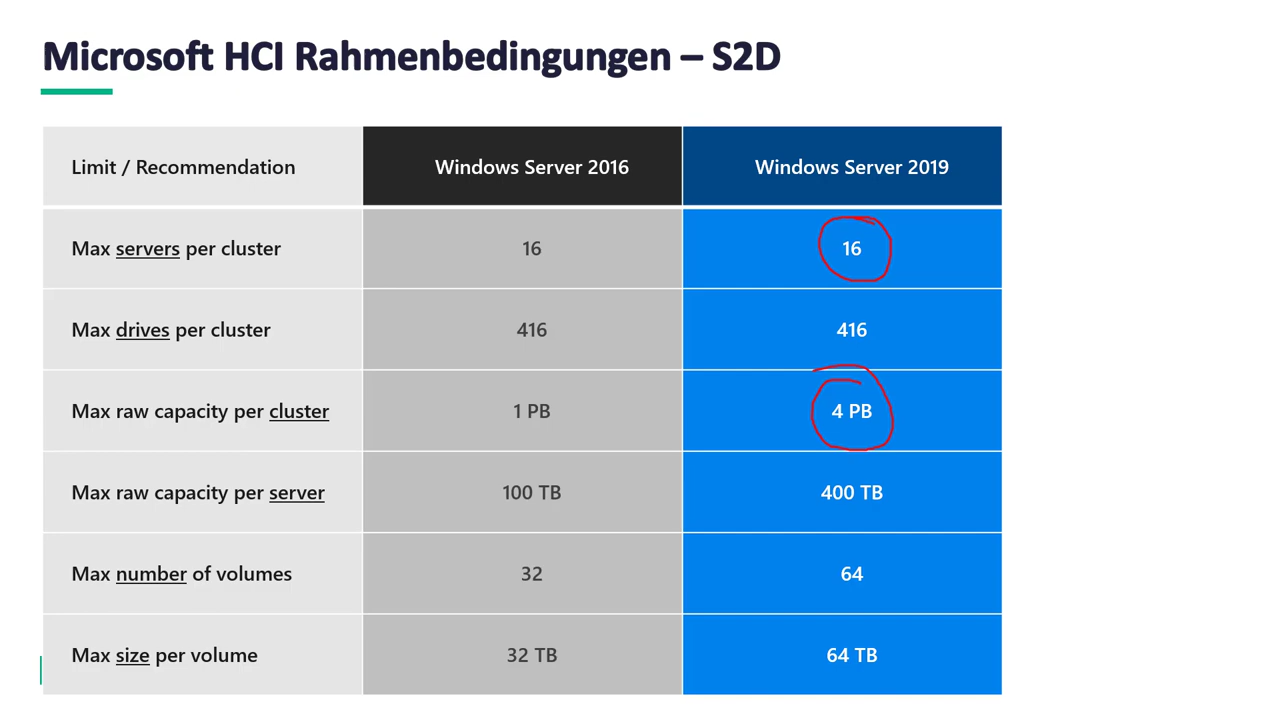 Microsoft HCI Rahmenbedingungen – S2D
Limit / Recommendation Windows Server 2016 Windows Server 2019
Max servers per cluster 16 16
Max drives per cluster 416 416
Max raw capacity per cluster 1 PB 4 PB
Max raw capacity per server 100 TB 400 TB
Max number of volumes 32 64
Max size per volume 32 TB 64 TB